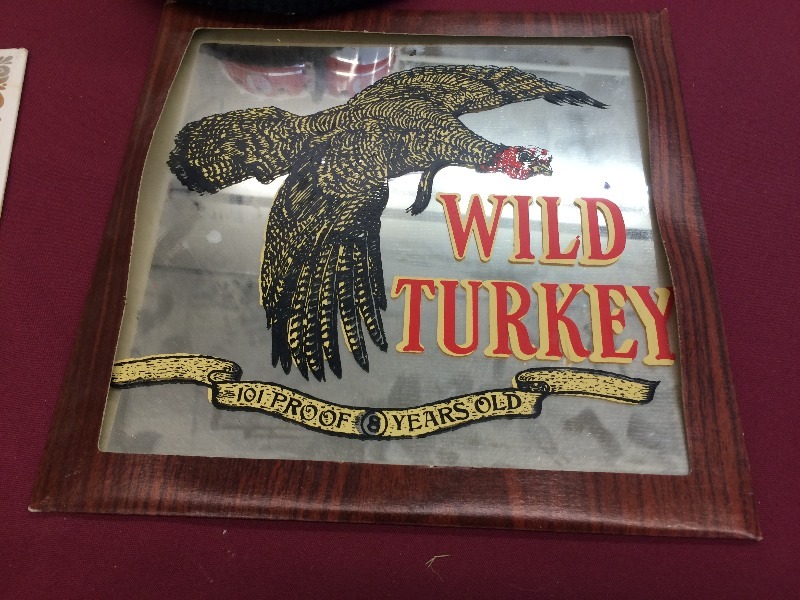 WILD
TURKEY
101 PROOF 8 YEARS OLD